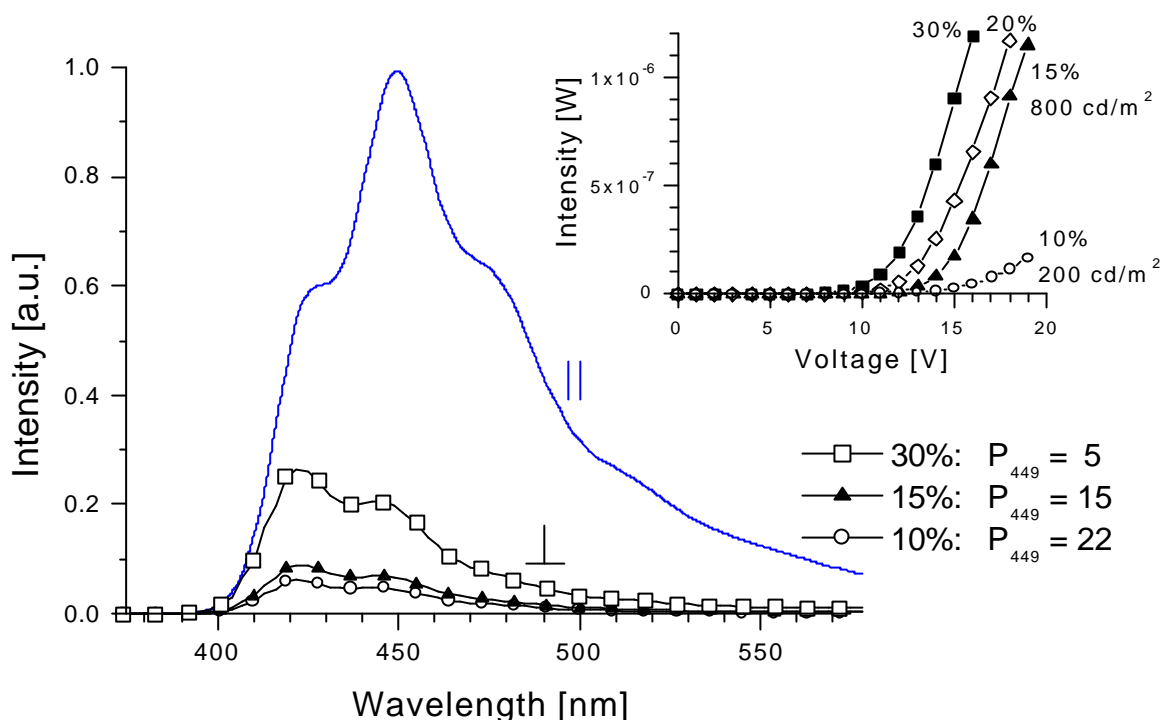 30%
20%
15%
800 cd/m²
10%
200 cd/m²
1x10⁻⁶
5x10⁻⁷
0
Intensity [W]
0
5
10
15
20
Voltage [V]
1.0
0.8
0.6
0.4
0.2
0.0
Intensity [a.u.]
||
⊥
30%: P₄₄₉ = 5
15%: P₄₄₉ = 15
10%: P₄₄₉ = 22
400
450
500
550
Wavelength [nm]